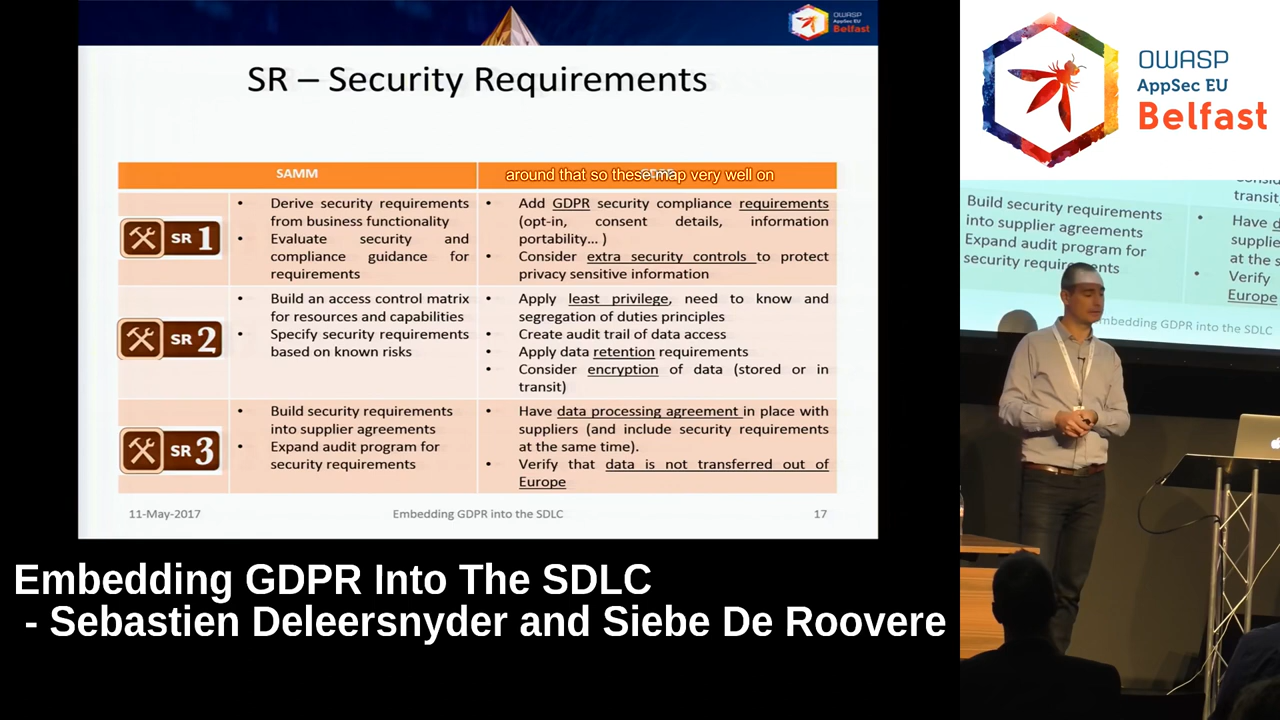 OWASP
AppSec EU
Belfast
SR – Security Requirements
SAMM
around that so these map very well on
SR 1
• Derive security requirements
from business functionality
• Evaluate security and
compliance guidance for
requirements
• Add GDPR security compliance requirements
(opt-in, consent details, information
portability... )
• Consider extra security controls to protect
privacy sensitive information
SR 2
• Build an access control matrix
for resources and capabilities
• Specify security requirements
based on known risks
• Apply least privilege, need to know and
segregation of duties principles
• Create audit trail of data access
• Apply data retention requirements
• Consider encryption of data (stored or in
transit)
SR 3
• Build security requirements
into supplier agreements
• Expand audit program for
security requirements
• Have data processing agreement in place with
suppliers (and include security requirements
at the same time).
• Verify that data is not transferred out of
Europe
11-May-2017
Embedding GDPR into the SDLC
17
Embedding GDPR Into The SDLC
- Sebastien Deleersnyder and Siebe De Roovere
OWASP
AppSec EU
Belfast
transit
Build security requirements
into supplier agreements
Expand audit program for
security requirements
• Have
supplie
at the s
• Verify
Europe
Embedding GDPR into the SDLC